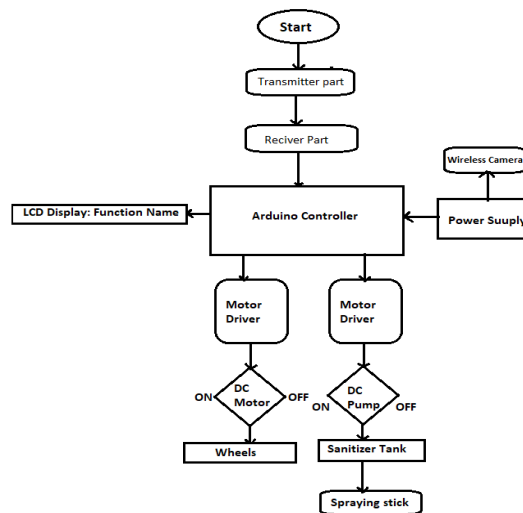 Start
Transmitter part
Reciver Part
Wireless Camera
LCD Display: Function Name
Arduino Controller
Power Suuply
Motor
Driver
Motor
Driver
ON
DC
Motor
OFF
ON
DC
Pump
OFF
Wheels
Sanitizer Tank
Spraying stick